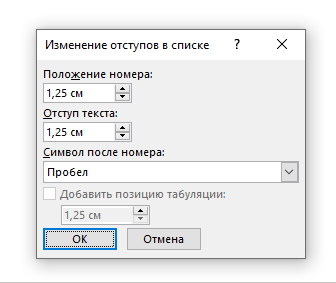 Изменение отступов в списке ?
Положение номера:
1,25 см
Отступ текста:
1,25 см
Символ после номера:
Пробел
Добавить позицию табуляции:
1,25 см
ОК Отмена